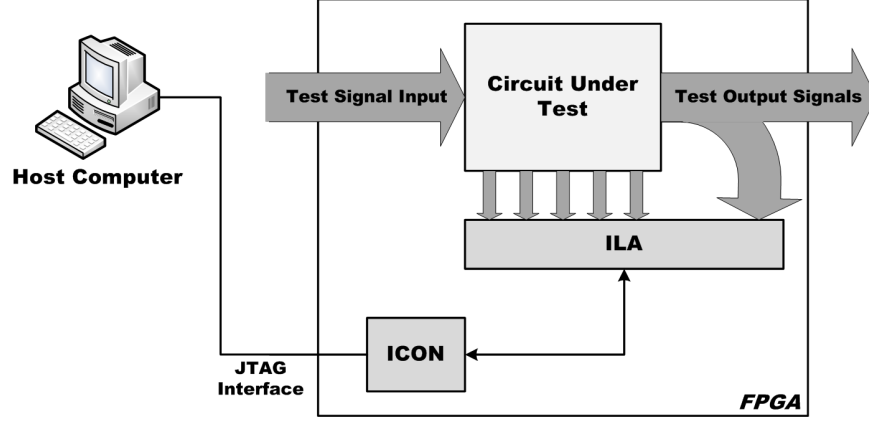 Host Computer
Test Signal Input
Circuit Under
Test
Test Output Signals
ILA
ICON
JTAG
Interface
FPGA